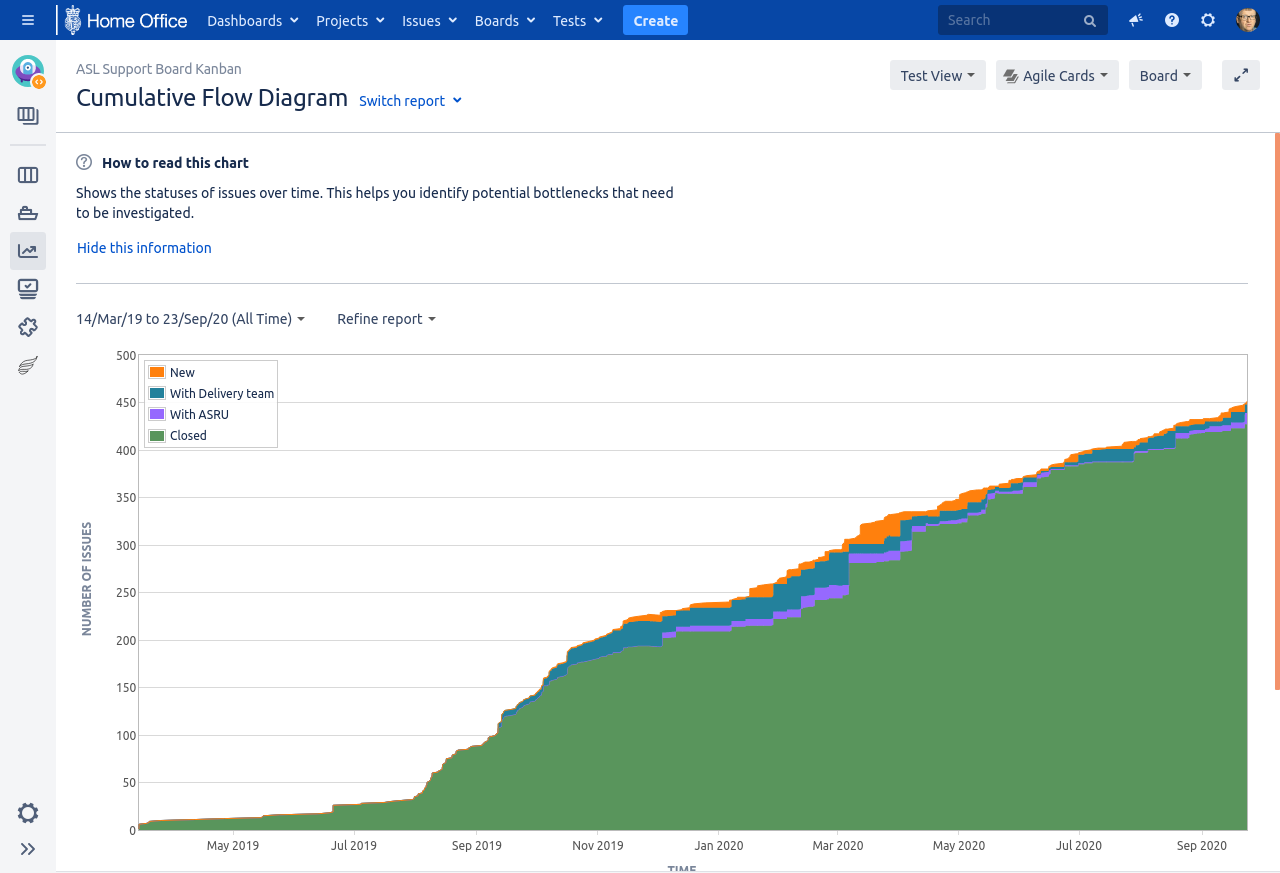 Home Office Dashboards Projects Issues Boards Tests Create Search
ASL Support Board Kanban
Cumulative Flow Diagram Switch report
Test View Agile Cards Board
How to read this chart
Shows the statuses of issues over time. This helps you identify potential bottlenecks that need
to be investigated.
Hide this information
14/Mar/19 to 23/Sep/20 (All Time) Refine report
NUMBER OF ISSUES
500
450
400
350
300
250
200
150
100
50
0
New
With Delivery team
With ASRU
Closed
May 2019 Jul 2019 Sep 2019 Nov 2019 Jan 2020 Mar 2020 May 2020 Jul 2020 Sep 2020
TIME